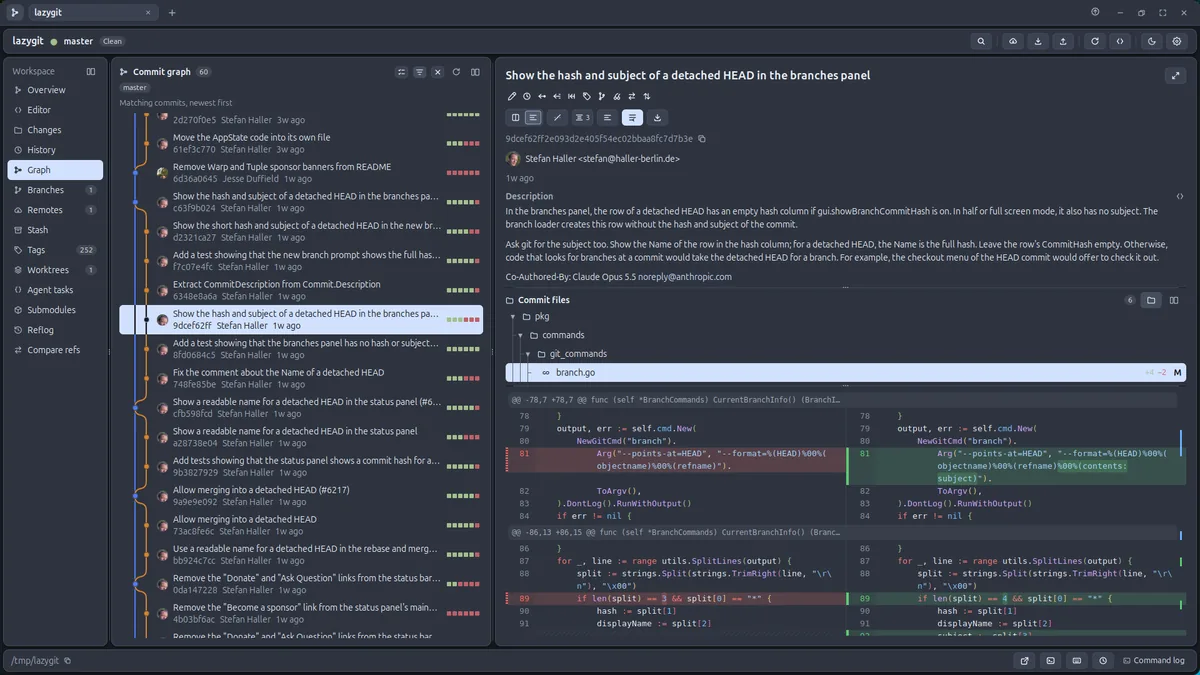 lazygit
lazygit master Clean
Workspace
Overview
Editor
Changes
History
Graph
Branches 1
Remotes 1
Stash
Tags 252
Worktrees 1
Agent tasks
Submodules
Reflog
Compare refs
Commit graph 60
master
Matching commits, newest first
2d270f0e5 Stefan Haller 3w ago
Move the AppState code into its own file
61ef3c770 Stefan Haller 3w ago
Remove Warp and Tuple sponsor banners from README
6d36a0645 Jesse Duffield 1w ago
Show the hash and subject of a detached HEAD in the branches pa...
c63f9b024 Stefan Haller 1w ago
Show the short hash and subject of a detached HEAD in the new br...
d2321ca27 Stefan Haller 1w ago
Add a test showing that the new branch prompt shows the full has...
f7c07e4fc Stefan Haller 1w ago
Extract CommitDescription from Commit.Description
6348e8a6a Stefan Haller 1w ago
Show the hash and subject of a detached HEAD in the branches pa...
9dcef62ff Stefan Haller 1w ago
Add a test showing that the branches panel has no hash or subject...
8fd0684c5 Stefan Haller 1w ago
Fix the comment about the Name of a detached HEAD
748fe85be Stefan Haller 1w ago
Show a readable name for a detached HEAD in the status panel (#6...
cfb598fcd Stefan Haller 1w ago
Show a readable name for a detached HEAD in the status panel
a28738e04 Stefan Haller 1w ago
Add tests showing that the status panel shows a commit hash for a...
9b3827929 Stefan Haller 1w ago
Allow merging into a detached HEAD (#6217)
9a9e9e092 Stefan Haller 1w ago
Allow merging into a detached HEAD
73ac8fe6c Stefan Haller 1w ago
Use a readable name for a detached HEAD in the rebase and merg...
bb924c7cc Stefan Haller 1w ago
Remove the "Donate" and "Ask Question" links from the status bar...
0da147228 Stefan Haller 1w ago
Remove the "Become a sponsor" link from the status panel's main...
4b03bf6ac Stefan Haller 1w ago
Remove the "Donate" and "Ask Question" links from the status bar
Show the hash and subject of a detached HEAD in the branches panel
3
9dcef62ff2e093d2e405f54ec02bbaa8fc7d7b3e
Stefan Haller <stefan@haller-berlin.de>
1w ago
Description
In the branches panel, the row of a detached HEAD has an empty hash column if gui.showBranchCommitHash is on. In half or full screen mode, it also has no subject. The
branch loader creates this row without the hash and subject of the commit.
Ask git for the subject too. Show the Name of the row in the hash column; for a detached HEAD, the Name is the full hash. Leave the row's CommitHash empty. Otherwise,
code that looks for branches at a commit would take the detached HEAD for a branch. For example, the checkout menu of the HEAD commit would offer to check it out.
Co-Authored-By: Claude Opus 5.5 noreply@anthropic.com
Commit files 6
pkg
commands
git_commands
branch.go +4 −2 M
@@ -78,7 +78,7 @@ func (self *BranchCommands) CurrentBranchInfo() (BranchI...
78 } 78 }
79 output, err := self.cmd.New( 79 output, err := self.cmd.New(
80 NewGitCmd("branch"). 80 NewGitCmd("branch").
81 Arg("--points-at=HEAD", "--format=%(HEAD)%00%( 81 Arg("--points-at=HEAD", "--format=%(HEAD)%00%(
objectname)%00%(refname)"). objectname)%00%(refname)%00%(contents:
subject)").
82 ToArgv(), 82 ToArgv(),
83 ).DontLog().RunWithOutput() 83 ).DontLog().RunWithOutput()
84 if err != nil { 84 if err != nil {
@@ -86,13 +86,15 @@ func (self *BranchCommands) CurrentBranchInfo() (Branc...
86 } 86 }
87 for _, line := range utils.SplitLines(output) { 87 for _, line := range utils.SplitLines(output) {
88 split := strings.Split(strings.TrimRight(line, "\r\ 88 split := strings.Split(strings.TrimRight(line, "\r\
n"), "\x00") n"), "\x00")
89 if len(split) == 3 && split[0] == "*" { 89 if len(split) == 4 && split[0] == "*" {
90 hash := split[1] 90 hash := split[1]
91 displayName := split[2] 91 displayName := split[2]
92 subject := split[3]
/tmp/lazygit
Command log